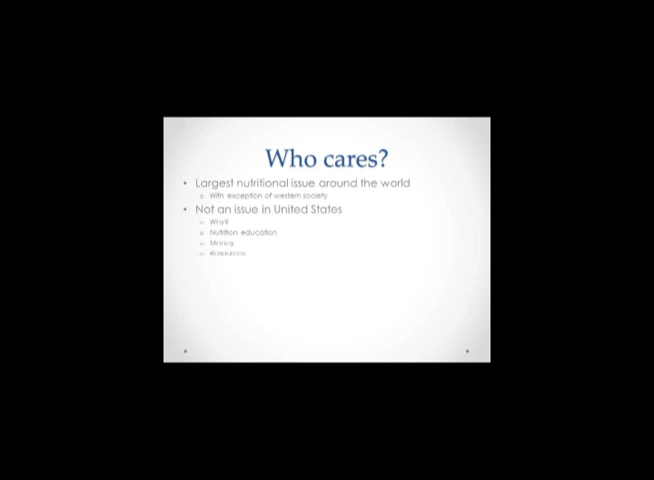 Who cares?
• Largest nutritional issue around the world
o With exception of western society
• Not an issue in United States
o Why?
o Nutrition education
o Money
o Resources